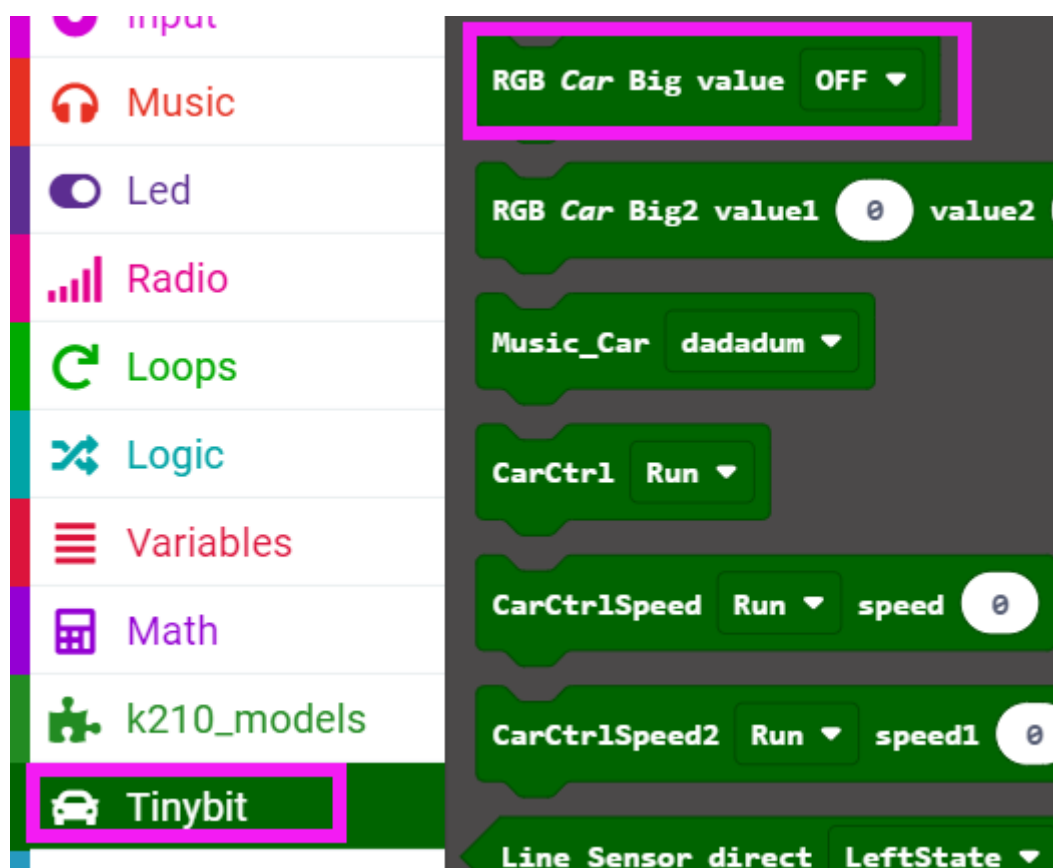 Input
Music
Led
Radio
Loops
Logic
Variables
Math
k210_models
Tinybit
RGB Car Big value OFF
RGB Car Big2 value1 0 value2
Music_Car dadadum
CarCtrl Run
CarCtrlSpeed Run speed 0
CarCtrlSpeed2 Run speed1 0
Line Sensor direct LeftState